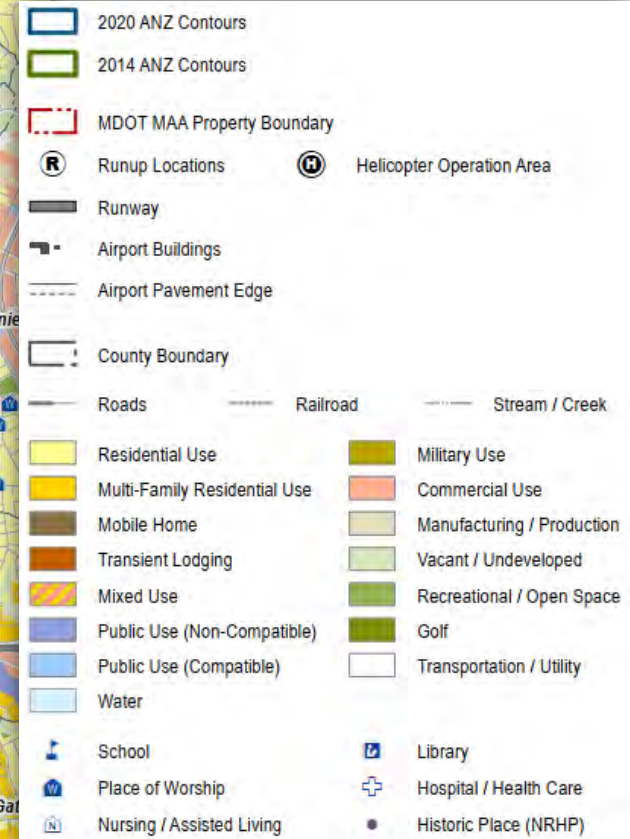 2020 ANZ Contours
2014 ANZ Contours
MDOT MAA Property Boundary
R Runup Locations H Helicopter Operation Area
Runway
Airport Buildings
Airport Pavement Edge
nie
County Boundary
Roads Railroad Stream / Creek
W
Residential Use Military Use
Multi-Family Residential Use Commercial Use
Mobile Home Manufacturing / Production
Transient Lodging Vacant / Undeveloped
Mixed Use Recreational / Open Space
Public Use (Non-Compatible) Golf
Public Use (Compatible) Transportation / Utility
Water
School Library
W Place of Worship Hospital / Health Care
Gat
N Nursing / Assisted Living Historic Place (NRHP)